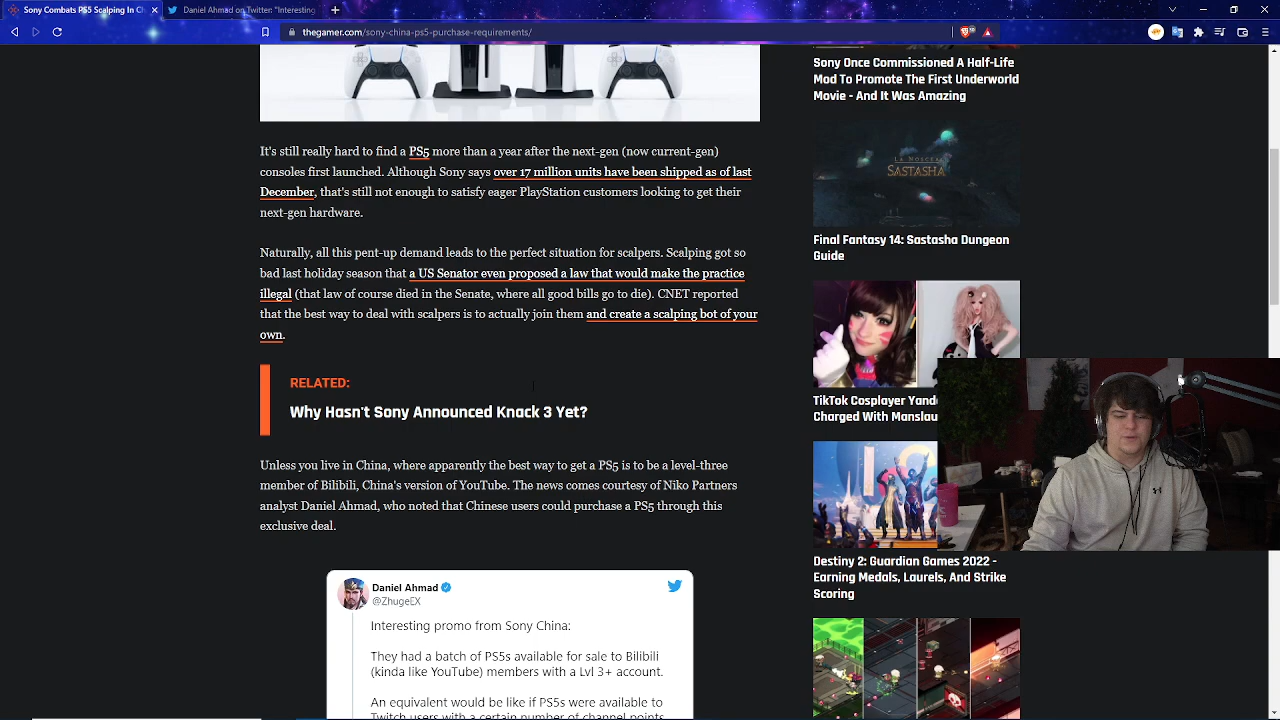 Sony Combats PS5 Scalping In Ch
Daniel Ahmad on Twitter: "Interesting
thegamer.com/sony-china-ps5-purchase-requirements/
It's still really hard to find a PS5 more than a year after the next-gen (now current-gen)
consoles first launched. Although Sony says over 17 million units have been shipped as of last
December, that's still not enough to satisfy eager PlayStation customers looking to get their
next-gen hardware.
Naturally, all this pent-up demand leads to the perfect situation for scalpers. Scalping got so
bad last holiday season that a US Senator even proposed a law that would make the practice
illegal (that law of course died in the Senate, where all good bills go to die). CNET reported
that the best way to deal with scalpers is to actually join them and create a scalping bot of your
own.
RELATED:
Why Hasn't Sony Announced Knack 3 Yet?
Unless you live in China, where apparently the best way to get a PS5 is to be a level-three
member of Bilibili, China's version of YouTube. The news comes courtesy of Niko Partners
analyst Daniel Ahmad, who noted that Chinese users could purchase a PS5 through this
exclusive deal.
Daniel Ahmad
@ZhugeEX
Interesting promo from Sony China:
They had a batch of PS5s available for sale to Bilibili
(kinda like YouTube) members with a Lvl 3+ account.
An equivalent would be like if PS5s were available to
Twitch users with a certain number of channel points
Sony Once Commissioned A Half-Life
Mod To Promote The First Underworld
Movie - And It Was Amazing
LA NOSCEA
SASTASHA
Final Fantasy 14: Sastasha Dungeon
Guide
TikTok Cosplayer Yand
Charged With Manslau
Destiny 2: Guardian Games 2022 -
Earning Medals, Laurels, And Strike
Scoring